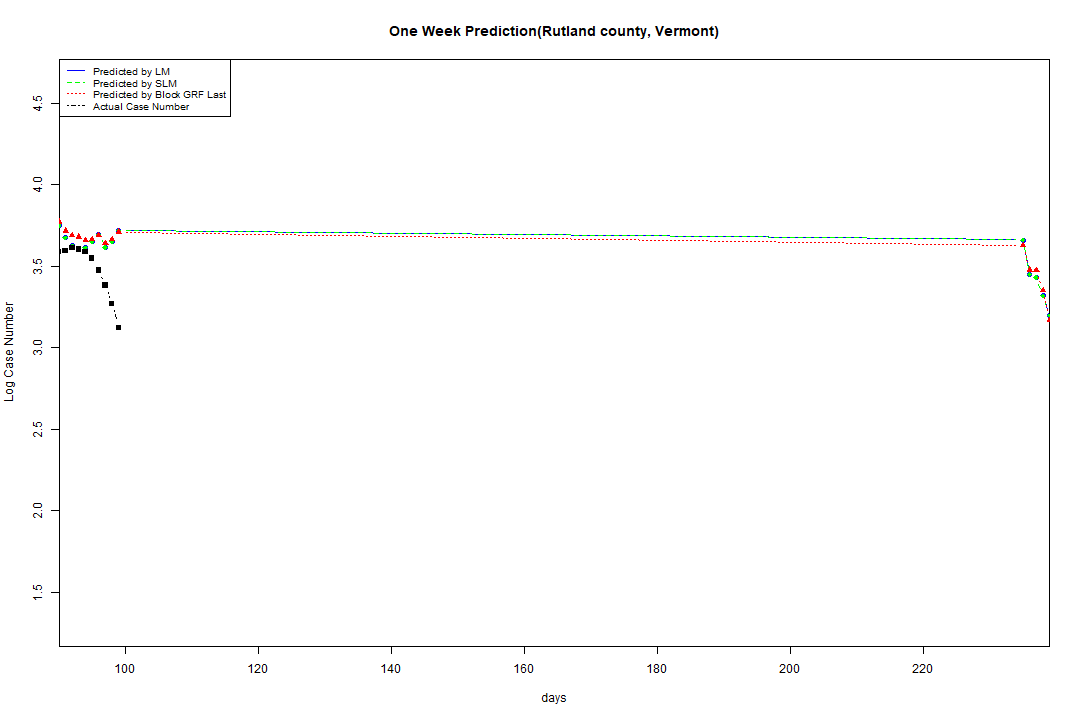 One Week Prediction(Rutland county, Vermont)
Predicted by LM
Predicted by SLM
Predicted by Block GRF Last
Actual Case Number
4.5
4.0
3.5
3.0
2.5
2.0
1.5
Log Case Number
100 120 140 160 180 200 220
days